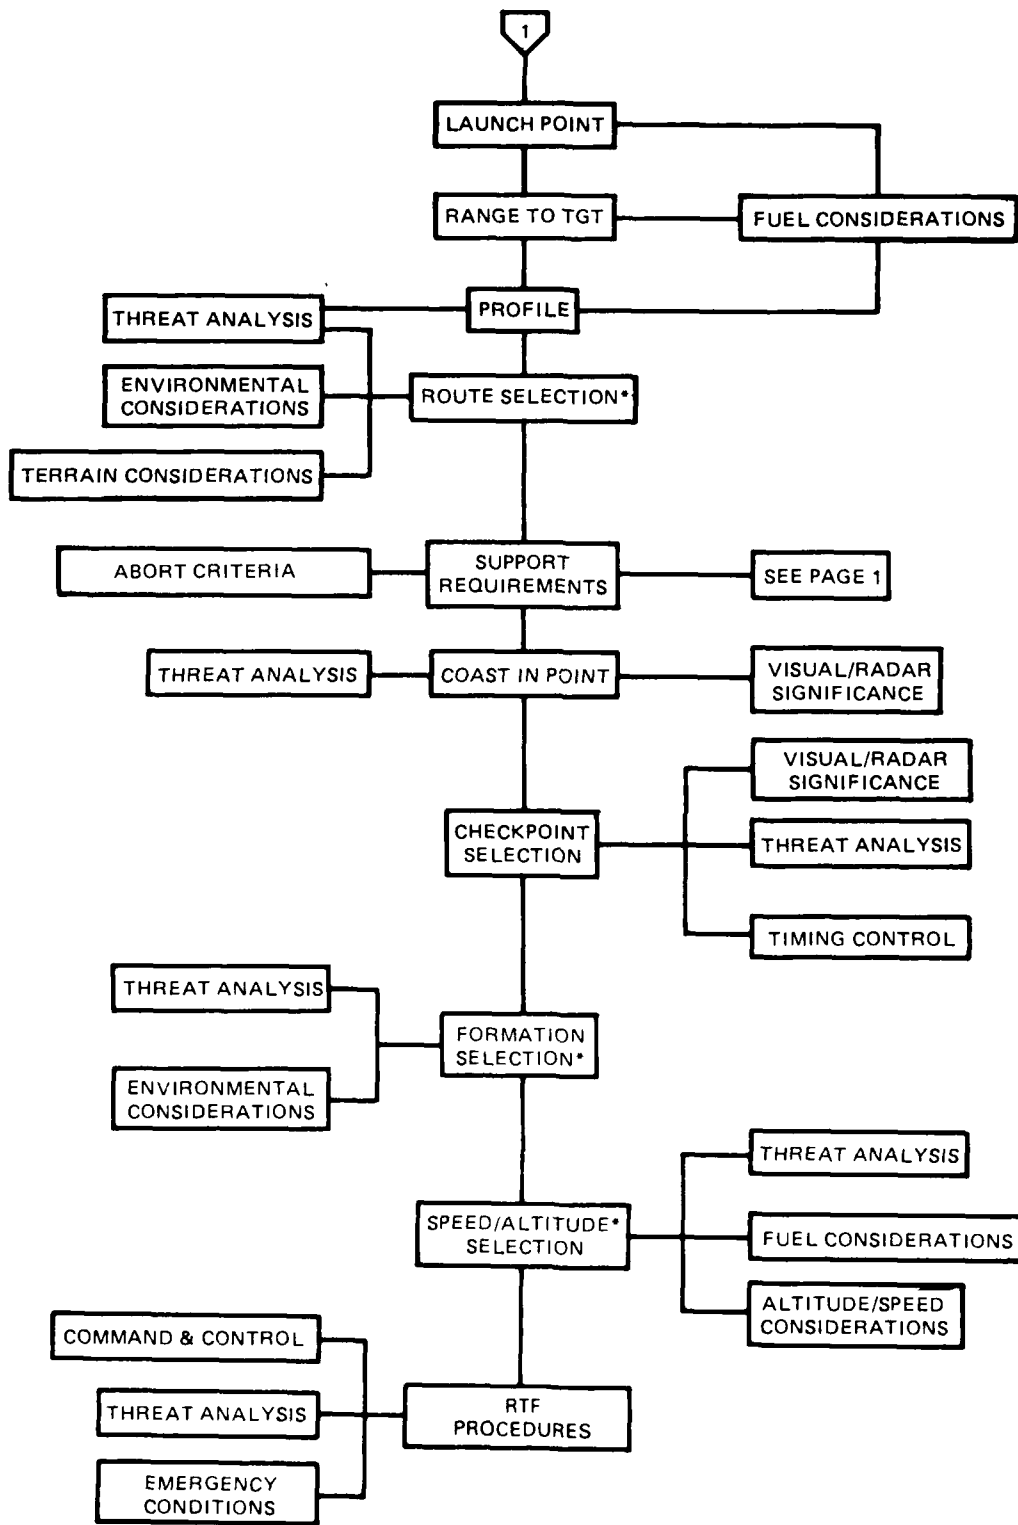 1
LAUNCH POINT
RANGE TO TGT
FUEL CONSIDERATIONS
THREAT ANALYSIS
PROFILE
ENVIRONMENTAL
CONSIDERATIONS
ROUTE SELECTION*
TERRAIN CONSIDERATIONS
ABORT CRITERIA
SUPPORT
REQUIREMENTS
SEE PAGE 1
THREAT ANALYSIS
COAST IN POINT
VISUAL/RADAR
SIGNIFICANCE
VISUAL/RADAR
SIGNIFICANCE
CHECKPOINT
SELECTION
THREAT ANALYSIS
TIMING CONTROL
THREAT ANALYSIS
FORMATION
SELECTION*
ENVIRONMENTAL
CONSIDERATIONS
THREAT ANALYSIS
SPEED/ALTITUDE*
SELECTION
FUEL CONSIDERATIONS
ALTITUDE/SPEED
CONSIDERATIONS
COMMAND & CONTROL
THREAT ANALYSIS
RTF
PROCEDURES
EMERGENCY
CONDITIONS